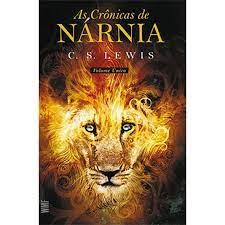 As Crônicas de
NÁRNIA
C. S. LEWIS
Volume Único